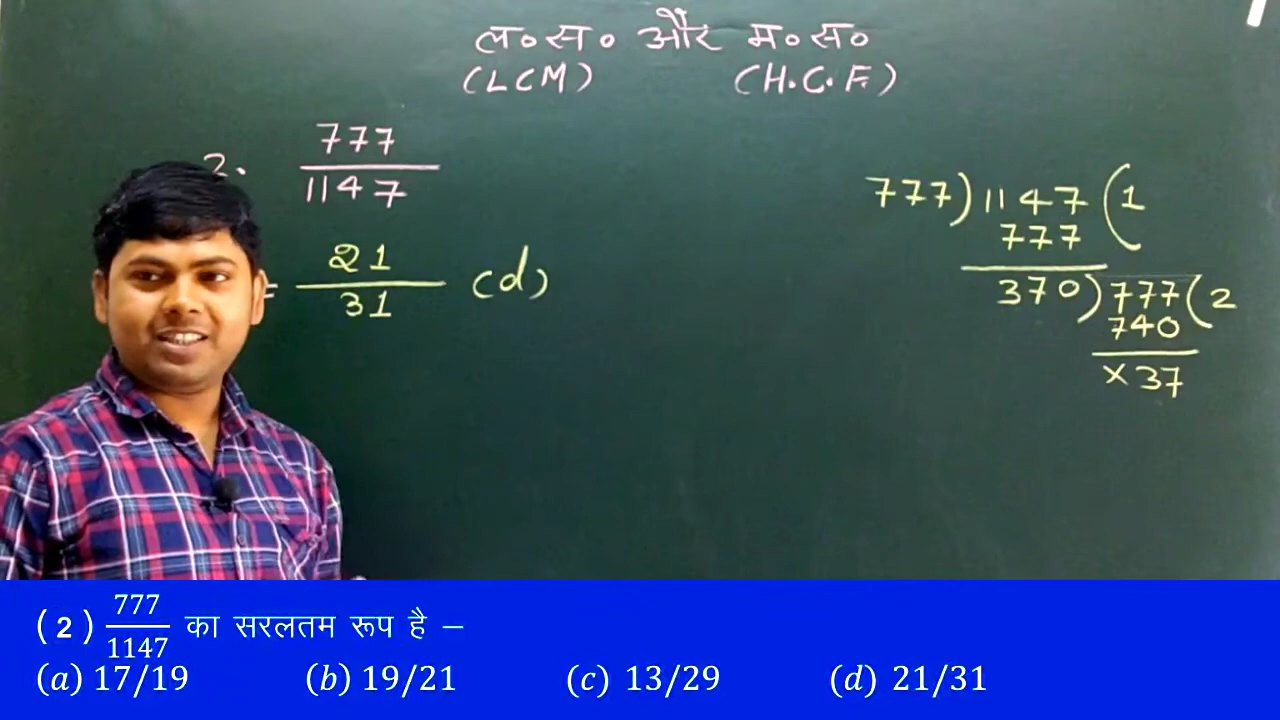 ल०स० और म०स०
(LCM) (H.C.F.)
2. 777
1147
= 21
31
(d)
777)1147(1
777
370)777(2
740
×37
(2) 777/1147 का सरलतम रूप है –
(a) 17/19 (b) 19/21 (c) 13/29 (d) 21/31